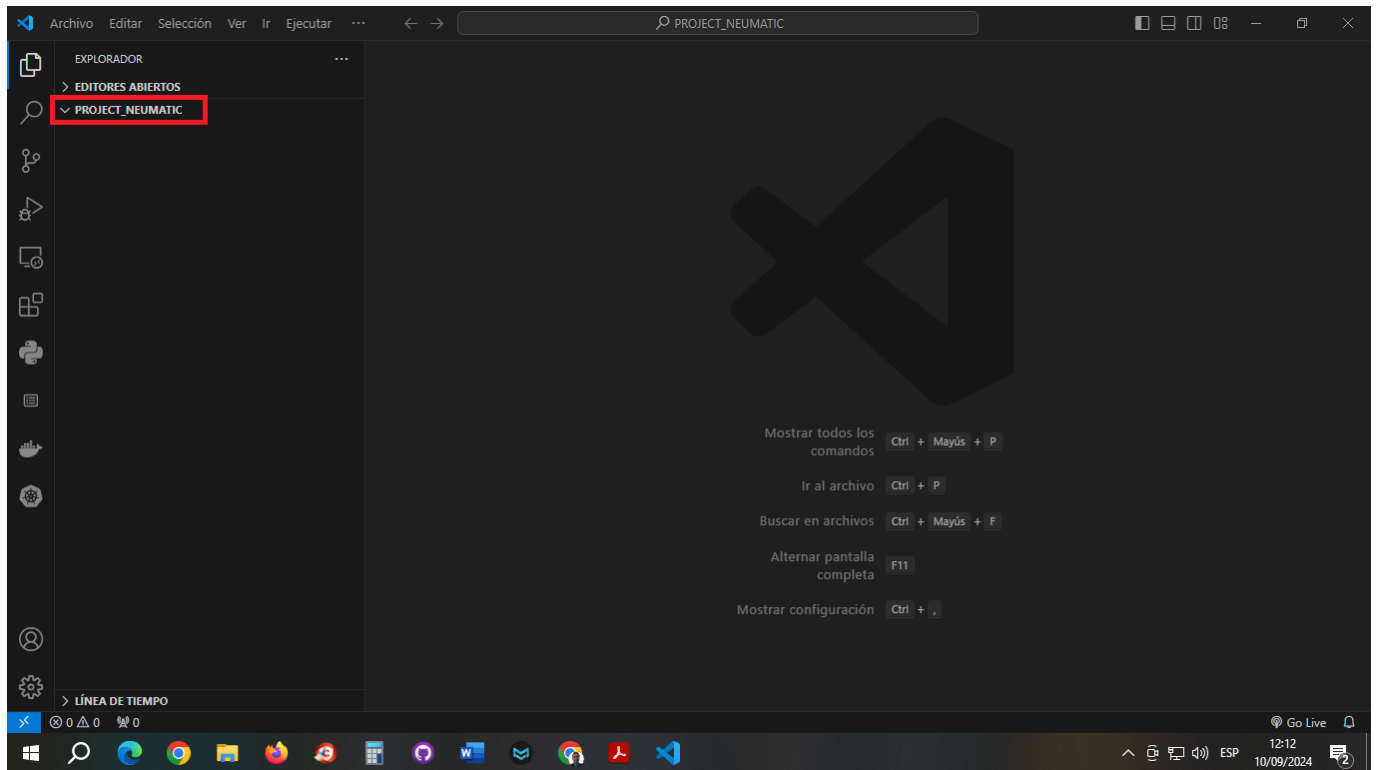 Archivo Editar Selección Ver Ir Ejecutar ··· PROJECT_NEUMATIC
EXPLORADOR ···
EDITORES ABIERTOS
PROJECT_NEUMATIC
Mostrar todos los
comandos Ctrl + Mayús + P
Ir al archivo Ctrl + P
Buscar en archivos Ctrl + Mayús + F
Alternar pantalla
completa F11
Mostrar configuración Ctrl + ,
LÍNEA DE TIEMPO
0 0 0 Go Live
ESP 12:12
10/09/2024 2